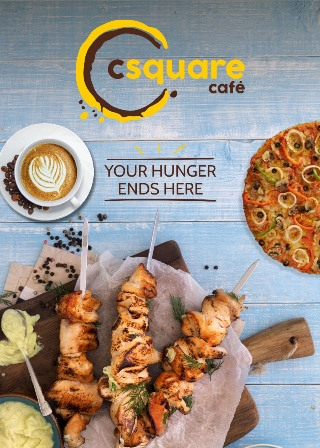 csquare
café
YOUR HUNGER
ENDS HERE